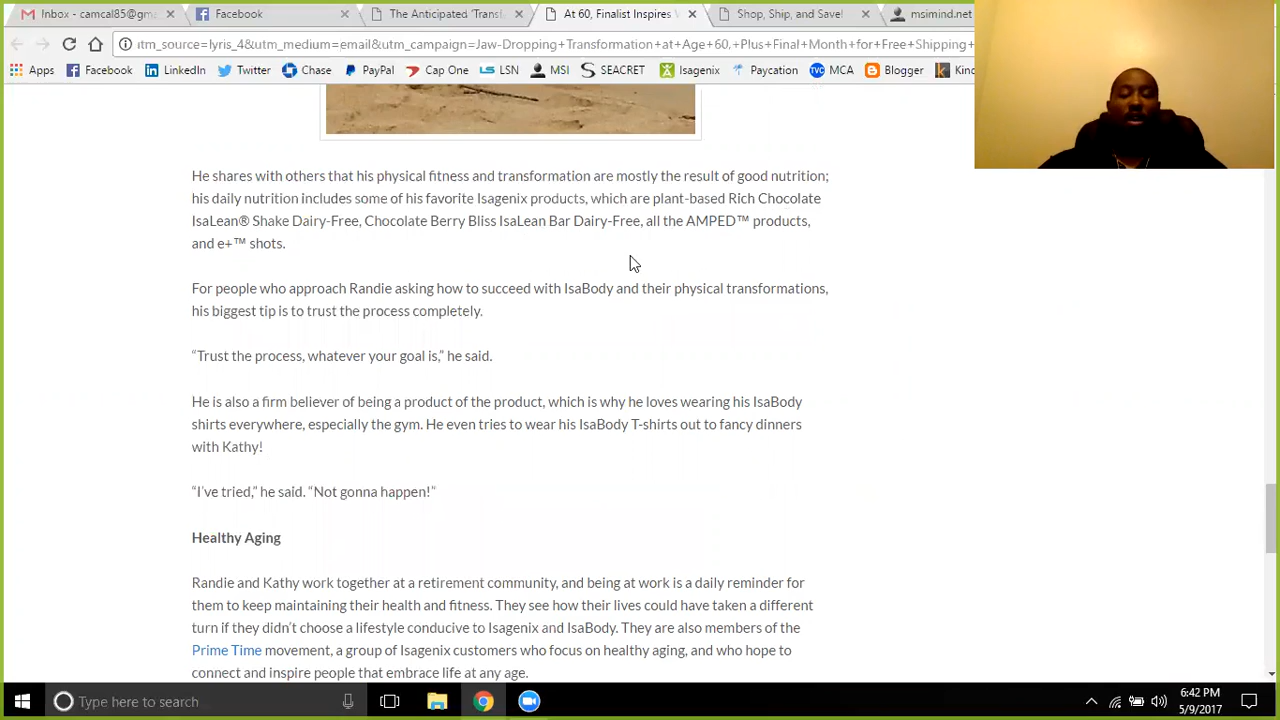 Inbox - camcal85@gma
Facebook
The Anticipated 'Transf
At 60, Finalist Inspires
Shop, Ship, and Save!
msimind.net
utm_source=lyris_4&utm_medium=email&utm_campaign=Jaw-Dropping+Transformation+at+Age+60,+Plus+Final+Month+for+Free+Shipping
Apps
Facebook
LinkedIn
Twitter
Chase
PayPal
Cap One
LSN
MSI
SEACRET
Isagenix
Paycation
MCA
Blogger
He shares with others that his physical fitness and transformation are mostly the result of good nutrition;
his daily nutrition includes some of his favorite Isagenix products, which are plant-based Rich Chocolate
IsaLean® Shake Dairy-Free, Chocolate Berry Bliss IsaLean Bar Dairy-Free, all the AMPED™ products,
and e+™ shots.
For people who approach Randie asking how to succeed with IsaBody and their physical transformations,
his biggest tip is to trust the process completely.
“Trust the process, whatever your goal is,” he said.
He is also a firm believer of being a product of the product, which is why he loves wearing his IsaBody
shirts everywhere, especially the gym. He even tries to wear his IsaBody T-shirts out to fancy dinners
with Kathy!
“I’ve tried,” he said. “Not gonna happen!”
Healthy Aging
Randie and Kathy work together at a retirement community, and being at work is a daily reminder for
them to keep maintaining their health and fitness. They see how their lives could have taken a different
turn if they didn’t choose a lifestyle conducive to Isagenix and IsaBody. They are also members of the
Prime Time movement, a group of Isagenix customers who focus on healthy aging, and who hope to
connect and inspire people that embrace life at any age.
Type here to search
6:42 PM
5/9/2017